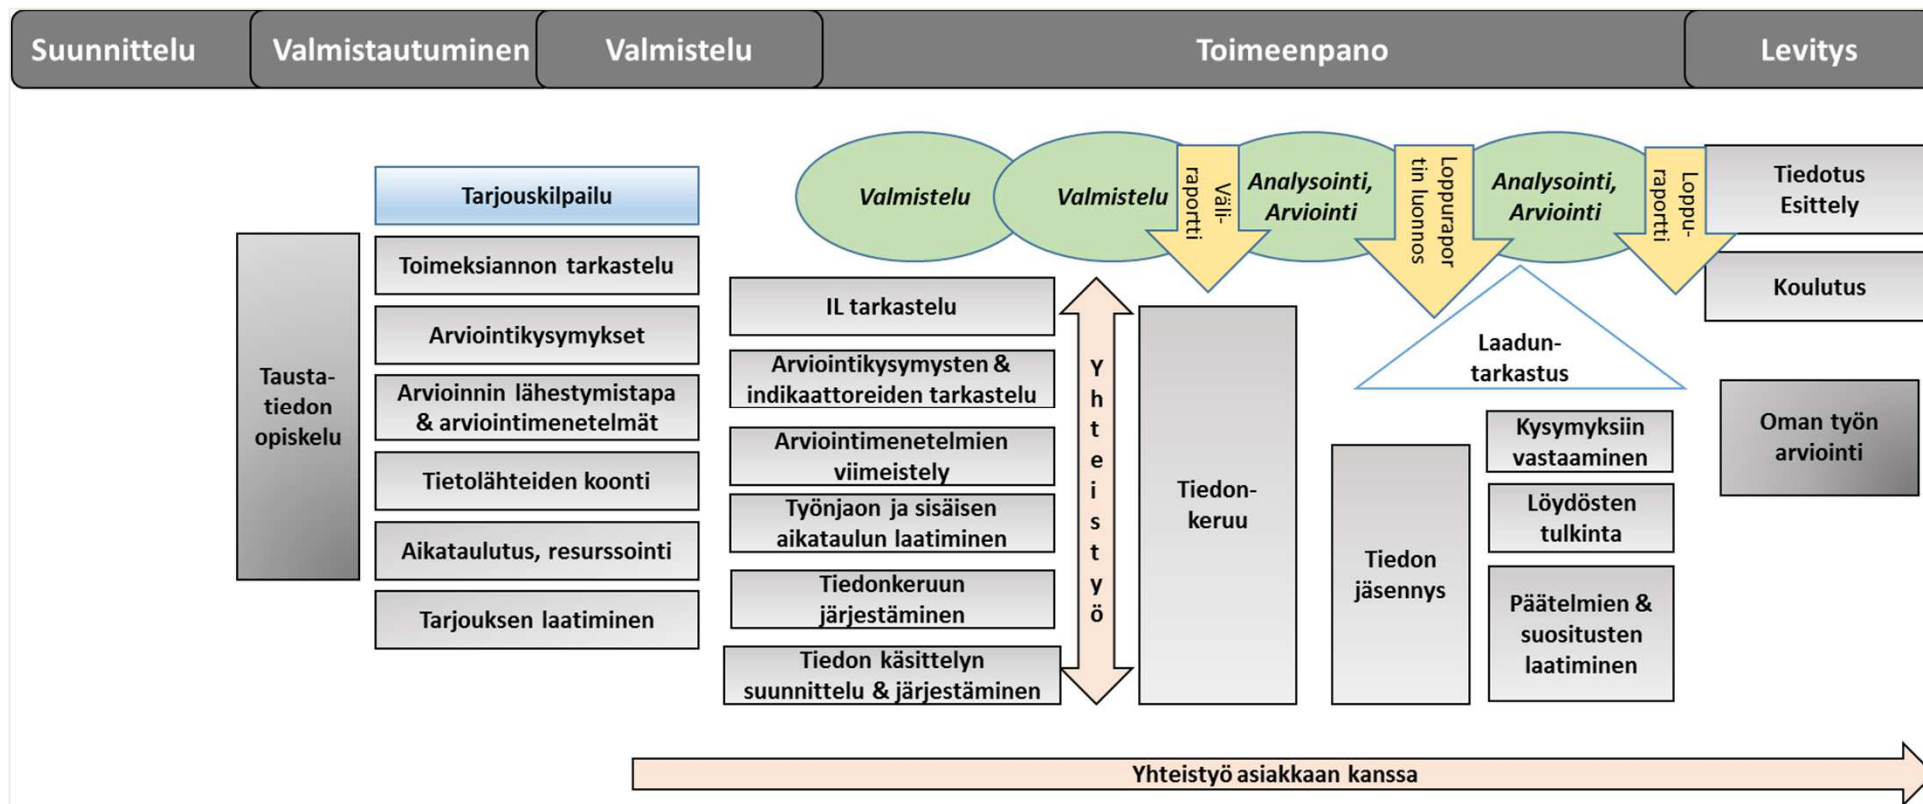 Suunnittelu
Valmistautuminen
Valmistelu
Toimeenpano
Levitys
Valmistelu
Valmistelu
Väli-
raportti
Analysointi,
Arviointi
Loppurapor
tin luonnos
Analysointi,
Arviointi
Loppu-
raportti
Tiedotus
Esittely
Koulutus
Oman työn
arviointi
Tausta-
tiedon
opiskelu
Tarjouskilpailu
Toimeksiannon tarkastelu
Arviointikysymykset
Arvioinnin lähestymistapa
& arviointimenetelmät
Tietolähteiden koonti
Aikataulutus, resurssointi
Tarjouksen laatiminen
IL tarkastelu
Arviointikysymysten &
indikaattoreiden tarkastelu
Arviointimenetelmien
viimeistely
Työnjaon ja sisäisen
aikataulun laatiminen
Tiedonkeruun
järjestäminen
Tiedon käsittelyn
suunnittelu & järjestäminen
Yhteistyö
Tiedon-
keruu
Laadun-
tarkastus
Tiedon
jäsennys
Kysymyksiin
vastaaminen
Löydösten
tulkinta
Päätelmien &
suositusten
laatiminen
Yhteistyö asiakkaan kanssa